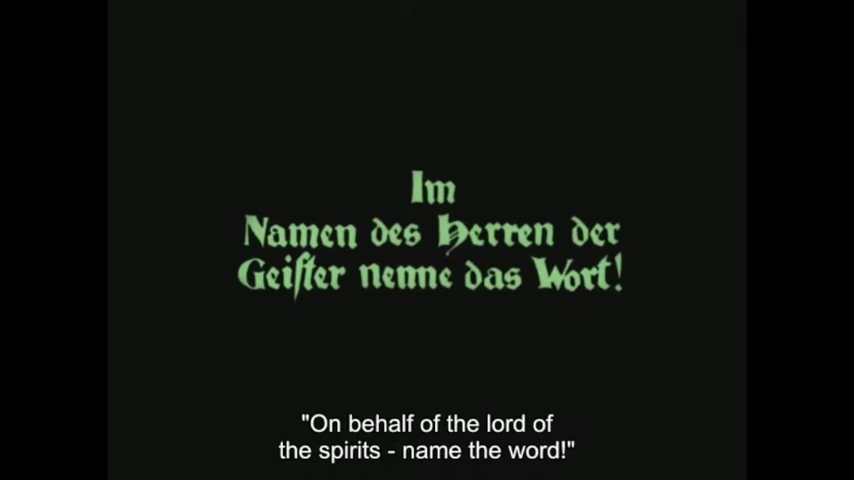 Im
Namen des Herren der
Geister nenne das Wort!
"On behalf of the lord of
the spirits - name the word!"